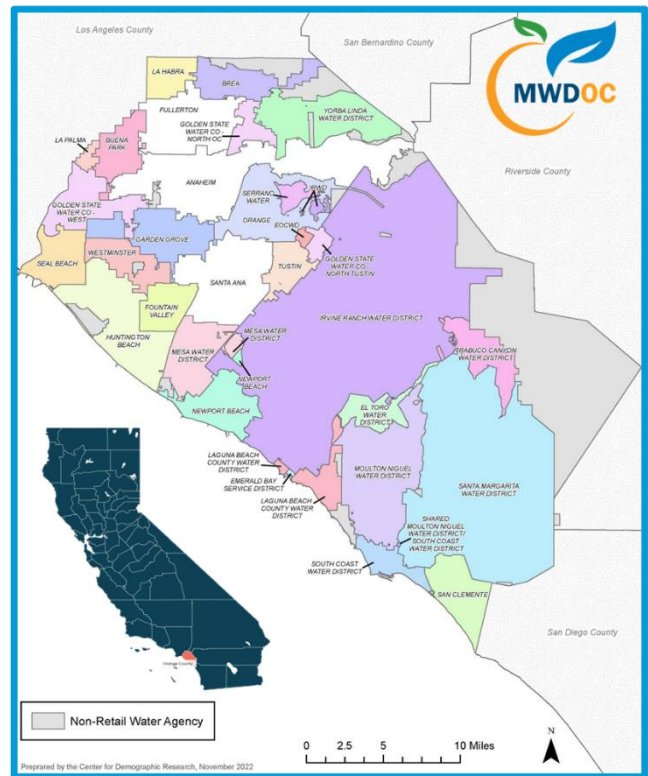 Los Angeles County
San Bernardino County
MWDOC
LA HABRA
BREA
FULLERTON
GOLDEN STATE
WATER CO -
NORTH OC
YORBA LINDA
WATER DISTRICT
LA PALMA
BUENA
PARK
Riverside County
ANAHEIM
GOLDEN STATE
WATER CO -
WEST
SERRANO
WATER
IRWD
ORANGE
EOCWD
GARDEN GROVE
GOLDEN STATE
WATER CO -
NORTH TUSTIN
SEAL BEACH
WESTMINSTER
TUSTIN
SANTA ANA
FOUNTAIN
VALLEY
IRVINE RANCH WATER DISTRICT
HUNTINGTON
BEACH
MESA WATER
DISTRICT
MESA WATER
DISTRICT
TRABUCO CANYON
WATER DISTRICT
NEWPORT
BEACH
NEWPORT BEACH
EL TORO
WATER
DISTRICT
LAGUNA BEACH
COUNTY WATER
DISTRICT
EMERALD BAY
SERVICE DISTRICT
LAGUNA BEACH
COUNTY WATER
DISTRICT
MOULTON NIGUEL
WATER DISTRICT
SANTA MARGARITA
WATER DISTRICT
SHARED
MOULTON NIGUEL
WATER DISTRICT/
SOUTH COAST
WATER DISTRICT
SOUTH COAST
WATER DISTRICT
SAN CLEMENTE
San Diego County
Orange County
Non-Retail Water Agency
0 2.5 5 10 Miles
N
Prepared by the Center for Demographic Research, November 2022